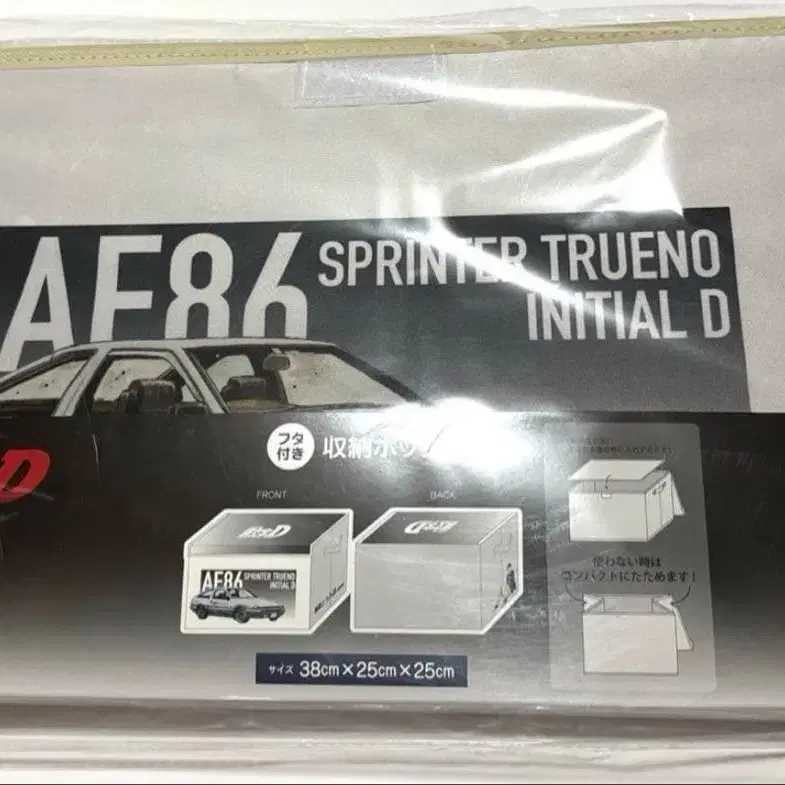 AE86 SPRINTER TRUENO
INITIAL D
D
フタ
付き
収納ボッ
FRONT
BACK
AE86 SPRINTER TRUENO
INITIAL D
使わない時は
コンパクトにたためます!
サイズ 38cm×25cm×25cm